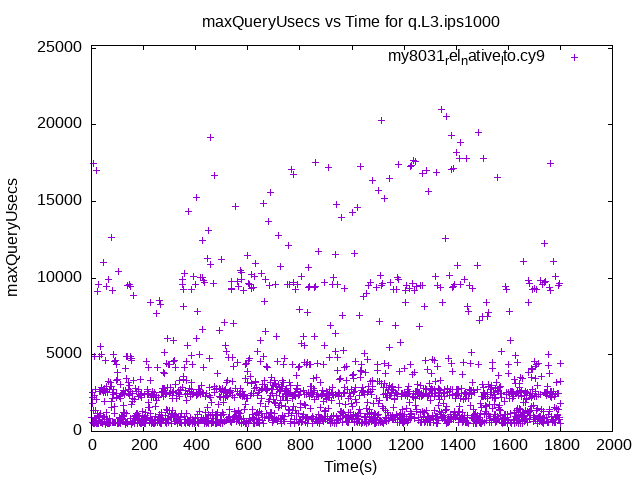 maxQueryUsecs vs Time for q.L3.ips1000
my8031relnativelto.cy9
25000
20000
15000
10000
5000
0
maxQueryUsecs
0 200 400 600 800 1000 1200 1400 1600 1800 2000
Time(s)